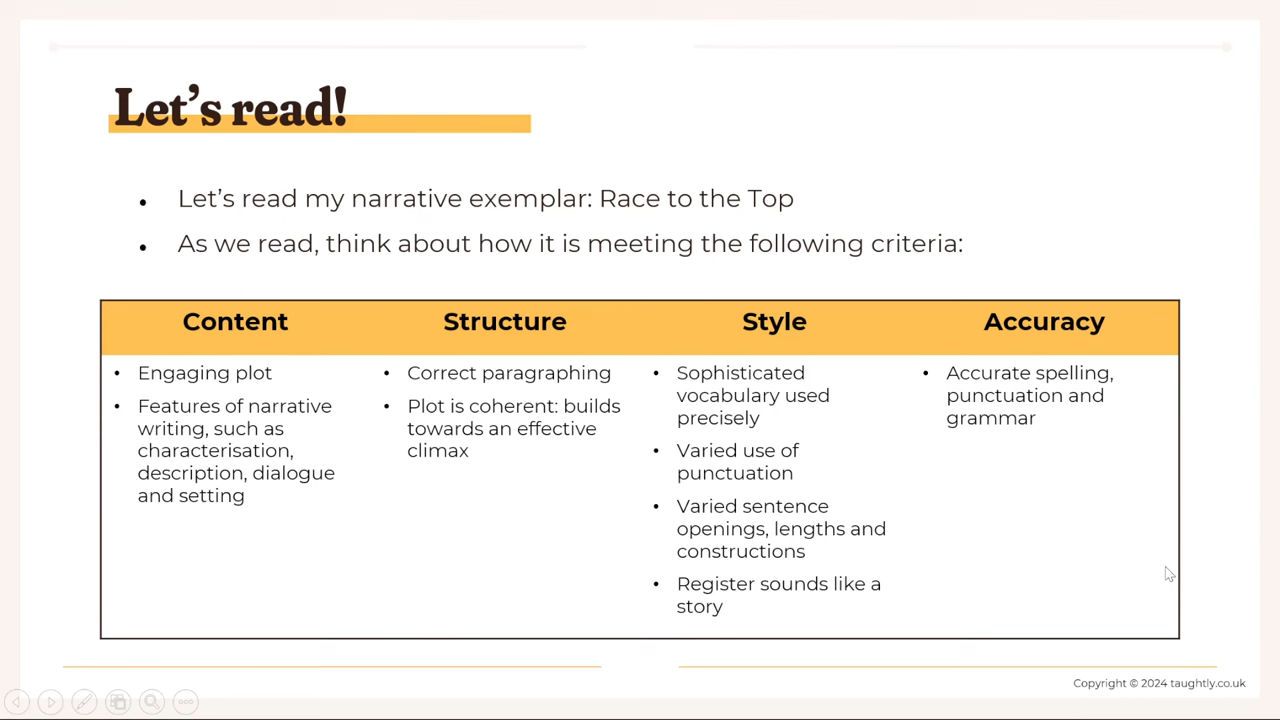 Let's read!
• Let's read my narrative exemplar: Race to the Top
• As we read, think about how it is meeting the following criteria:
Content
• Engaging plot
• Features of narrative
writing, such as
characterisation,
description, dialogue
and setting
Structure
• Correct paragraphing
• Plot is coherent: builds
towards an effective
climax
Style
• Sophisticated
vocabulary used
precisely
• Varied use of
punctuation
• Varied sentence
openings, lengths and
constructions
• Register sounds like a
story
Accuracy
• Accurate spelling,
punctuation and
grammar
Copyright © 2024 taughtly.co.uk